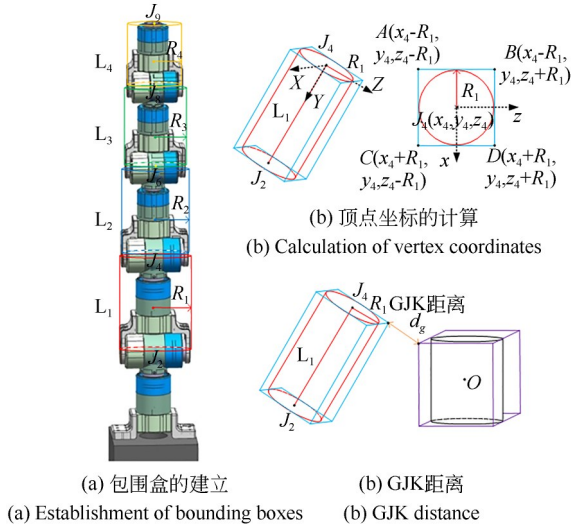 J9
L4
R4
J8
L3
R3
J6
L2
R2
J4
L1
R1
J2
(a) 包围盒的建立
(a) Establishment of bounding boxes
J4
R1
X
Y
Z
L1
J2
A(x4-R1,
y4,z4-R1)
B(x4-R1,
y4,z4+R1)
R1
J4(x4,y4,z4)
z
C(x4+R1,
y4,z4-R1)
x
D(x4+R1,
y4,z4+R1)
(b) 顶点坐标的计算
(b) Calculation of vertex coordinates
J4
R1
GJK距离
dg
L1
J2
O
(b) GJK距离
(b) GJK distance